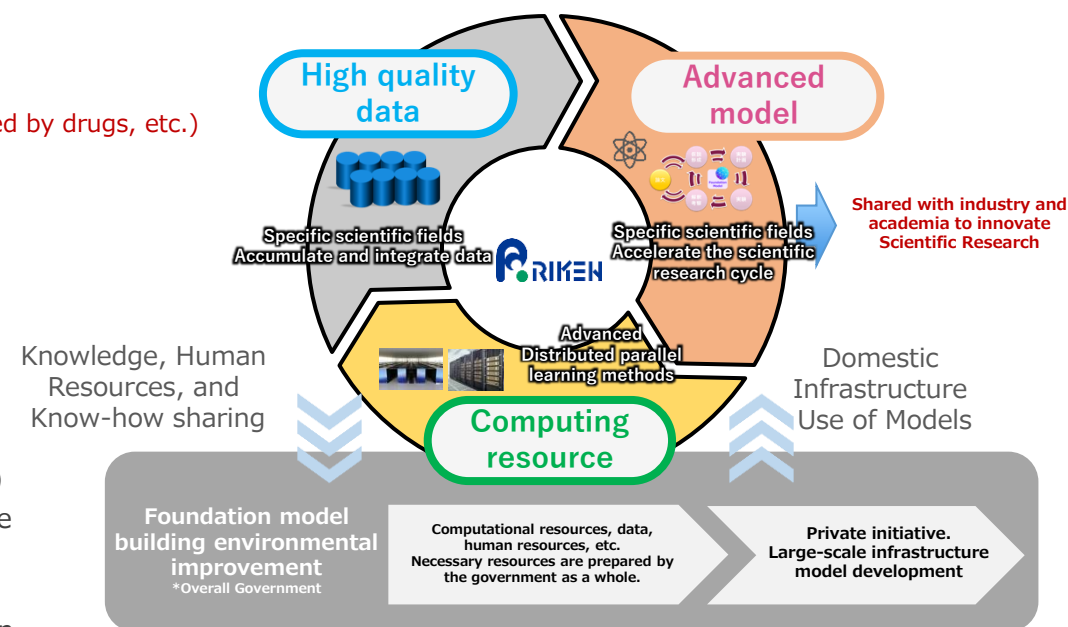 High quality
data
Advanced
model
ed by drugs, etc.)
Foundation
Model
Shared with industry and
academia to innovate
Scientific Research
Specific scientific fields
Accumulate and integrate data
Specific scientific fields
Accelerate the scientific
research cycle
RIKEN
Advanced
Distributed parallel
learning methods
Knowledge, Human
Resources, and
Know-how sharing
Domestic
Infrastructure
Use of Models
Computing
resource
)
e
Foundation model
building environmental
improvement
*Overall Government
Computational resources, data,
human resources, etc.
Necessary resources are prepared by
the government as a whole.
Private initiative.
Large-scale infrastructure
model development